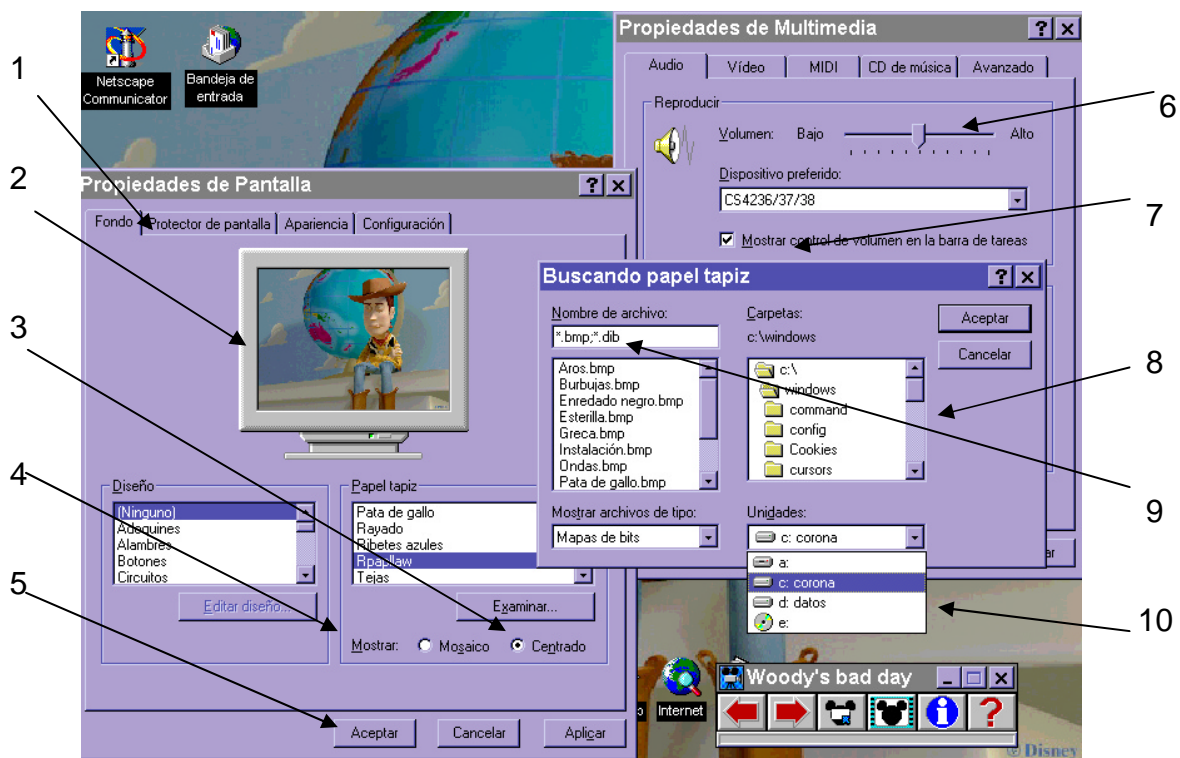 Netscape
Communicator
Bandeja de
entrada
1
2
3
4
5
Propiedades de Pantalla
Fondo
Protector de pantalla
Apariencia
Configuración
Diseño
(Ninguno)
Adoquines
Alambres
Botones
Circuitos
Editar diseño...
Papel tapiz
Pata de gallo
Rayado
Ribetes azules
Rpapllaw
Tejas
Examinar...
Mostrar:
Mosaico
Centrado
Aceptar
Cancelar
Aplicar
Propiedades de Multimedia
Audio
Vídeo
MIDI
CD de música
Avanzado
Reproducir
Volumen:
Bajo
Alto
Dispositivo preferido:
CS4236/37/38
Mostrar control de volumen en la barra de tareas
Buscando papel tapiz
Nombre de archivo:
*.bmp;*.dib
Aros.bmp
Burbujas.bmp
Enredado negro.bmp
Esterilla.bmp
Greca.bmp
Instalación.bmp
Ondas.bmp
Pata de gallo.bmp
Mostrar archivos de tipo:
Mapas de bits
Carpetas:
c:\windows
c:\
windows
command
config
Cookies
cursors
Unidades:
c: corona
a:
c: corona
d: datos
e:
Aceptar
Cancelar
6
7
8
9
10
Internet
Woody's bad day
© Disney